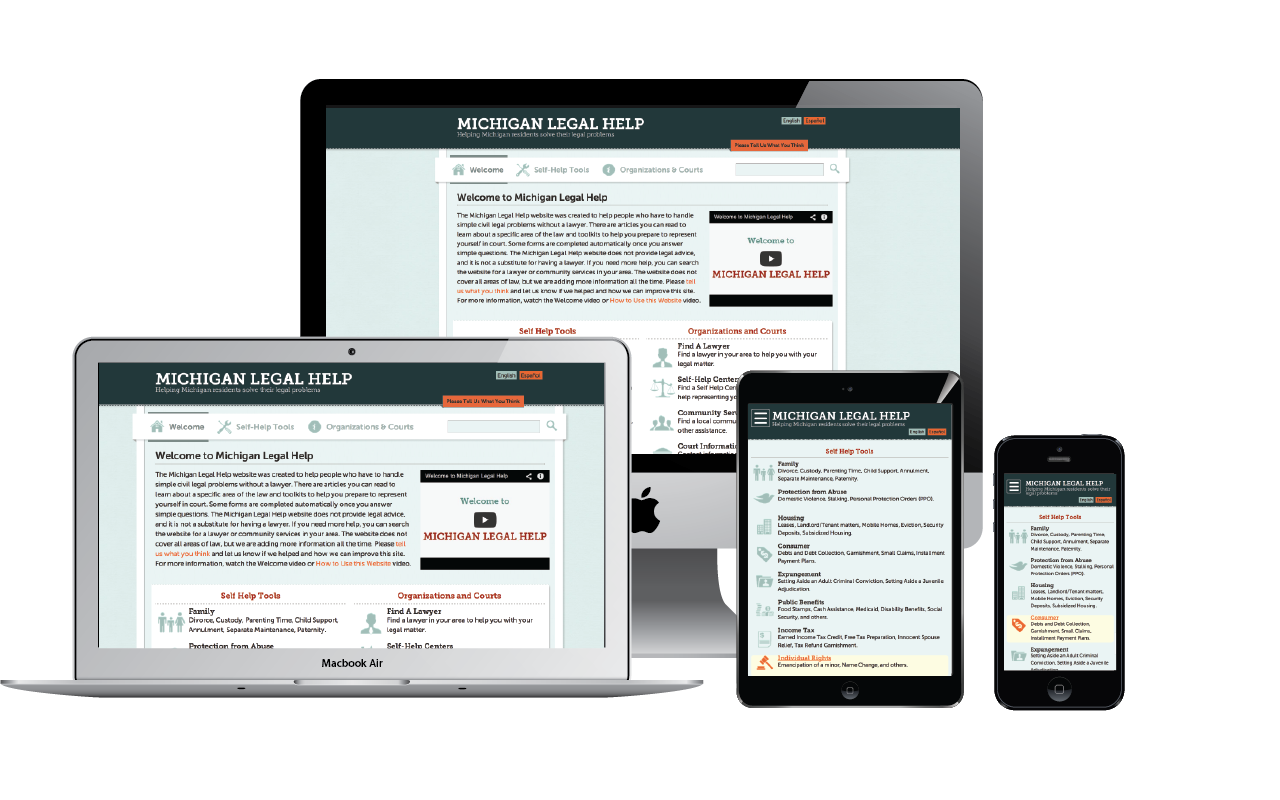 MICHIGAN LEGAL HELP
Helping Michigan residents solve their legal problems
English Español
Please Tell Us What You Think
Welcome Self-Help Tools Organizations & Courts
Welcome to Michigan Legal Help
The Michigan Legal Help website was created to help people who have to handle
simple civil legal problems without a lawyer. There are articles you can read to
learn about a specific area of the law and toolkits to help you prepare to represent
yourself in court. Some forms are completed automatically once you answer
simple questions. The Michigan Legal Help website does not provide legal advice,
and it is not a substitute for having a lawyer. If you need more help, you can search
the website for a lawyer or community services in your area. The website does not
cover all areas of law, but we are adding more information all the time. Please tell
us what you think and let us know if we helped and how we can improve this site.
For more information, watch the Welcome video or How to Use this Website video.
Welcome to Michigan Legal Help
Welcome to
MICHIGAN LEGAL HELP
Self Help Tools
Organizations and Courts
Find A Lawyer
Find a lawyer in your area to help you with your
legal matter.
Self-Help Center
Find a Self Help Cen
help representing yo
Community Serv
Find a local commu
other assistance.
Court Informatio
MICHIGAN LEGAL HELP
Helping Michigan residents solve their legal problems
English Español
Please Tell Us What You Think
Welcome Self-Help Tools Organizations & Courts
Welcome to Michigan Legal Help
The Michigan Legal Help website was created to help people who have to handle
simple civil legal problems without a lawyer. There are articles you can read to
learn about a specific area of the law and toolkits to help you prepare to represent
yourself in court. Some forms are completed automatically once you answer
simple questions. The Michigan Legal Help website does not provide legal advice,
and it is not a substitute for having a lawyer. If you need more help, you can search
the website for a lawyer or community services in your area. The website does not
cover all areas of law, but we are adding more information all the time. Please tell
us what you think and let us know if we helped and how we can improve this site.
For more information, watch the Welcome video or How to Use this Website video.
Welcome to Michigan Legal Help
Welcome to
MICHIGAN LEGAL HELP
Self Help Tools
Family
Divorce, Custody, Parenting Time, Child Support,
Annulment, Separate Maintenance, Paternity.
Protection from Abuse
Organizations and Courts
Find A Lawyer
Find a lawyer in your area to help you with your
legal matter.
Self-Help Centers
Macbook Air
MICHIGAN LEGAL HELP
Helping Michigan residents solve their legal problems
English Español
Self Help Tools
Family
Divorce, Custody, Parenting Time, Child Support, Annulment,
Separate Maintenance, Paternity.
Protection from Abuse
Domestic Violence, Stalking, Personal Protection Orders (PPO).
Housing
Leases, Landlord/Tenant matters, Mobile Homes, Eviction, Security
Deposits, Subsidized Housing.
Consumer
Debts and Debt Collection, Garnishment, Small Claims, Installment
Payment Plans.
Expungement
Setting Aside an Adult Criminal Conviction, Setting Aside a Juvenile
Adjudication.
Public Benefits
Food Stamps, Cash Assistance, Medicaid, Disability Benefits, Social
Security, and others.
Income Tax
Earned Income Tax Credit, Free Tax Preparation, Innocent Spouse
Relief, Tax Refund Garnishment.
Individual Rights
Emancipation of a minor, Name Change, and others.
MICHIGAN LEGAL HELP
Helping Michigan residents solve their
legal problems
English Español
Self Help Tools
Family
Divorce, Custody, Parenting Time,
Child Support, Annulment, Separate
Maintenance, Paternity.
Protection from Abuse
Domestic Violence, Stalking, Personal
Protection Orders (PPO).
Housing
Leases, Landlord/Tenant matters,
Mobile Homes, Eviction, Security
Deposits, Subsidized Housing.
Consumer
Debts and Debt Collection,
Garnishment, Small Claims,
Installment Payment Plans.
Expungement
Setting Aside an Adult Criminal
Conviction, Setting Aside a Juvenile